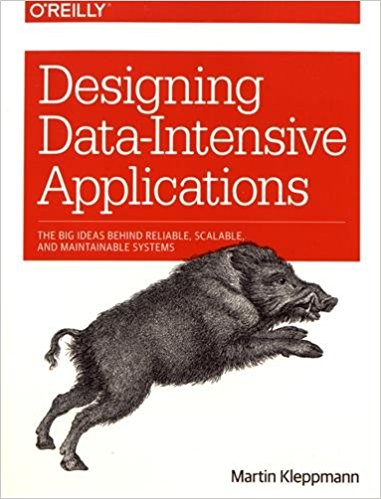 O'REILLY®
Designing
Data-Intensive
Applications
THE BIG IDEAS BEHIND RELIABLE, SCALABLE,
AND MAINTAINABLE SYSTEMS
Martin Kleppmann